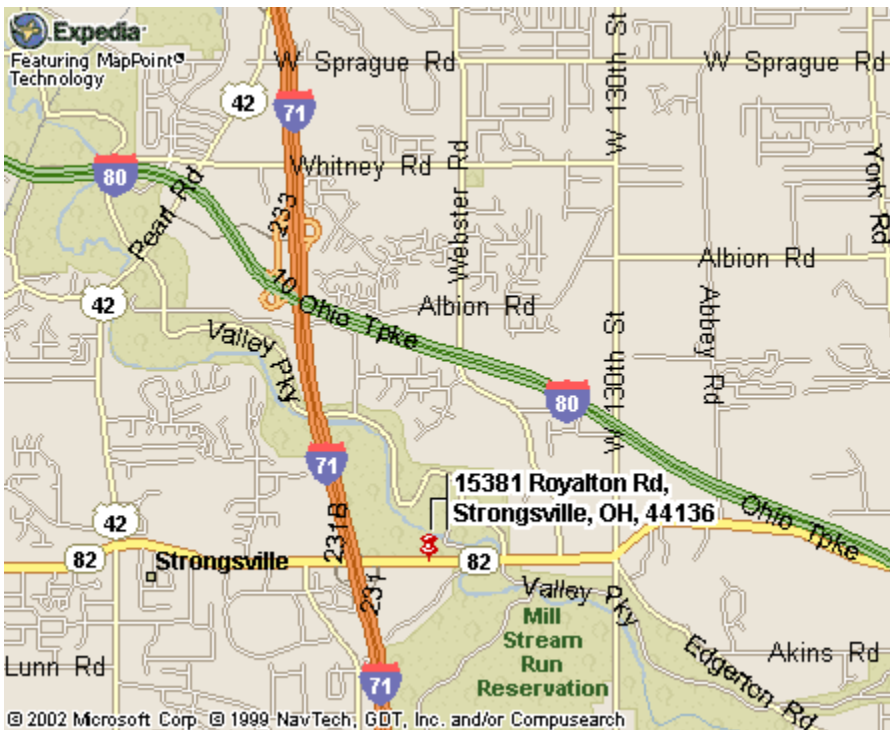 Expedia
Featuring MapPoint®
Technology
W Sprague Rd
W Sprague Rd
42
71
W 130th St
Whitney Rd
80
Pearl Rd
233
Webster Rd
York Rd
Albion Rd
42
10 Ohio Tpke
Albion Rd
Abbey Rd
Valley Pky
W 130th St
80
71
15381 Royalton Rd,
Strongsville, OH, 44136
42
231B
Ohio Tpke
82
Strongsville
82
231
Valley Pky
Mill
Stream
Run
Reservation
Edgerton Rd
Akins Rd
Lunn Rd
71
© 2002 Microsoft Corp. © 1999 NavTech, GDT, Inc. and/or Compusearch